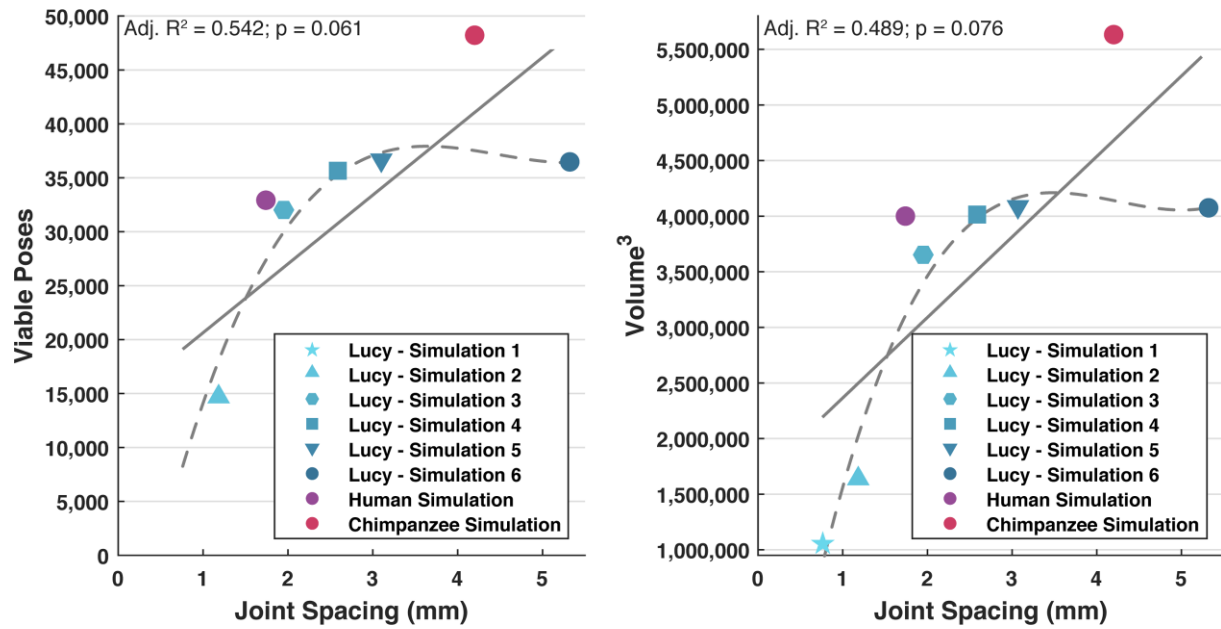 Adj. R² = 0.542; p = 0.061
50,000
45,000
40,000
35,000
30,000
25,000
20,000
15,000
10,000
5,000
0
Viable Poses
0 1 2 3 4 5
Joint Spacing (mm)
Lucy - Simulation 1
Lucy - Simulation 2
Lucy - Simulation 3
Lucy - Simulation 4
Lucy - Simulation 5
Lucy - Simulation 6
Human Simulation
Chimpanzee Simulation
Adj. R² = 0.489; p = 0.076
5,500,000
5,000,000
4,500,000
4,000,000
3,500,000
3,000,000
2,500,000
2,000,000
1,500,000
1,000,000
Volume³
0 1 2 3 4 5
Joint Spacing (mm)
Lucy - Simulation 1
Lucy - Simulation 2
Lucy - Simulation 3
Lucy - Simulation 4
Lucy - Simulation 5
Lucy - Simulation 6
Human Simulation
Chimpanzee Simulation